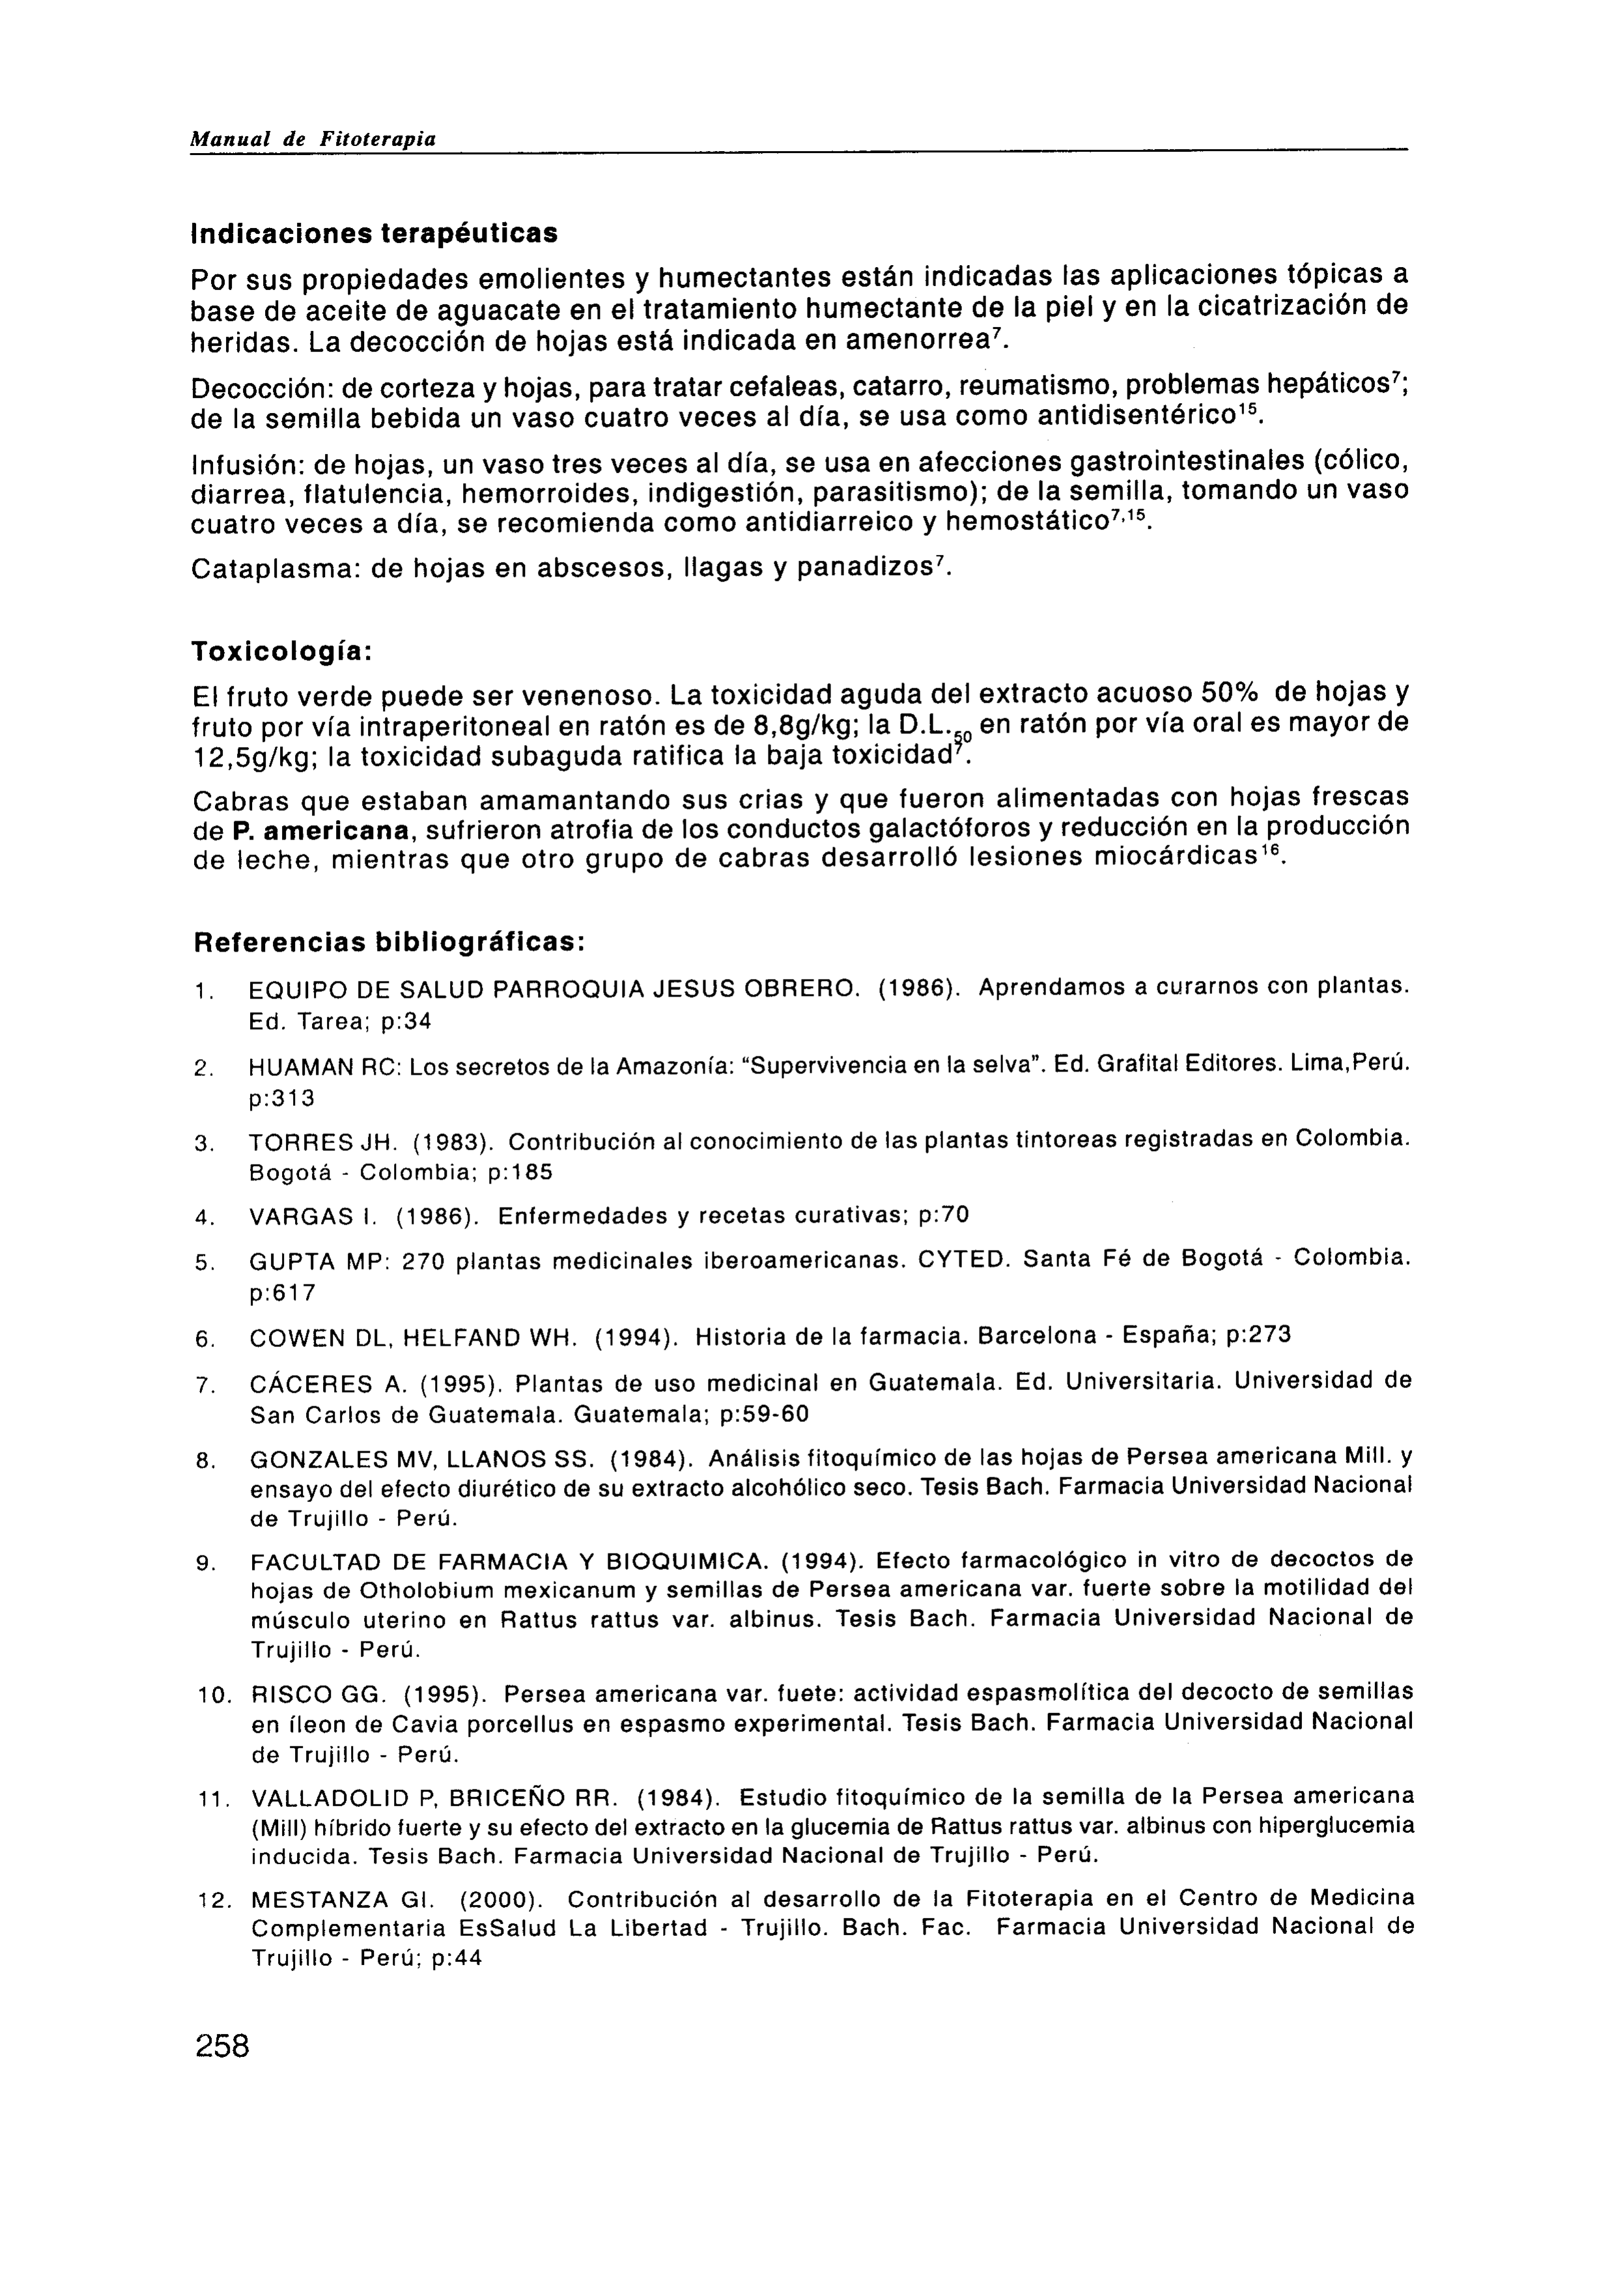 Manual de Fitoterapia
Indicaciones terapéuticas
Por sus propiedades emolientes y humectantes están indicadas las aplicaciones tópicas a
base de aceite de aguacate en el tratamiento humectante de la piel y en la cicatrización de
heridas. La decocción de hojas está indicada en amenorrea⁷.
Decocción: de corteza y hojas, para tratar cefaleas, catarro, reumatismo, problemas hepáticos⁷;
de la semilla bebida un vaso cuatro veces al día, se usa como antidisentérico¹⁵.
Infusión: de hojas, un vaso tres veces al día, se usa en afecciones gastrointestinales (cólico,
diarrea, flatulencia, hemorroides, indigestión, parasitismo); de la semilla, tomando un vaso
cuatro veces a día, se recomienda como antidiarreico y hemostático⁷,¹⁵.
Cataplasma: de hojas en abscesos, llagas y panadizos⁷.
Toxicología:
El fruto verde puede ser venenoso. La toxicidad aguda del extracto acuoso 50% de hojas y
fruto por vía intraperitoneal en ratón es de 8,8g/kg; la D.L.₅₀ en ratón por vía oral es mayor de
12,5g/kg; la toxicidad subaguda ratifica la baja toxicidad⁷.
Cabras que estaban amamantando sus crias y que fueron alimentadas con hojas frescas
de P. americana, sufrieron atrofia de los conductos galactóforos y reducción en la producción
de leche, mientras que otro grupo de cabras desarrolló lesiones miocárdicas¹⁶.
Referencias bibliográficas:
1. EQUIPO DE SALUD PARROQUIA JESUS OBRERO. (1986). Aprendamos a curarnos con plantas.
Ed. Tarea; p:34
2. HUAMAN RC: Los secretos de la Amazonía: “Supervivencia en la selva”. Ed. Grafital Editores. Lima,Perú.
p:313
3. TORRES JH. (1983). Contribución al conocimiento de las plantas tintoreas registradas en Colombia.
Bogotá - Colombia; p:185
4. VARGAS I. (1986). Enfermedades y recetas curativas; p:70
5. GUPTA MP: 270 plantas medicinales iberoamericanas. CYTED. Santa Fé de Bogotá - Colombia.
p:617
6. COWEN DL, HELFAND WH. (1994). Historia de la farmacia. Barcelona - España; p:273
7. CÁCERES A. (1995). Plantas de uso medicinal en Guatemala. Ed. Universitaria. Universidad de
San Carlos de Guatemala. Guatemala; p:59-60
8. GONZALES MV, LLANOS SS. (1984). Análisis fitoquímico de las hojas de Persea americana Mill. y
ensayo del efecto diurético de su extracto alcohólico seco. Tesis Bach. Farmacia Universidad Nacional
de Trujillo - Perú.
9. FACULTAD DE FARMACIA Y BIOQUIMICA. (1994). Efecto farmacológico in vitro de decoctos de
hojas de Otholobium mexicanum y semillas de Persea americana var. fuerte sobre la motilidad del
músculo uterino en Rattus rattus var. albinus. Tesis Bach. Farmacia Universidad Nacional de
Trujillo - Perú.
10. RISCO GG. (1995). Persea americana var. fuete: actividad espasmolítica del decocto de semillas
en íleon de Cavia porcellus en espasmo experimental. Tesis Bach. Farmacia Universidad Nacional
de Trujillo - Perú.
11. VALLADOLID P, BRICEÑO RR. (1984). Estudio fitoquímico de la semilla de la Persea americana
(Mill) híbrido fuerte y su efecto del extracto en la glucemia de Rattus rattus var. albinus con hiperglucemia
inducida. Tesis Bach. Farmacia Universidad Nacional de Trujillo - Perú.
12. MESTANZA GI. (2000). Contribución al desarrollo de la Fitoterapia en el Centro de Medicina
Complementaria EsSalud La Libertad - Trujillo. Bach. Fac. Farmacia Universidad Nacional de
Trujillo - Perú; p:44
258